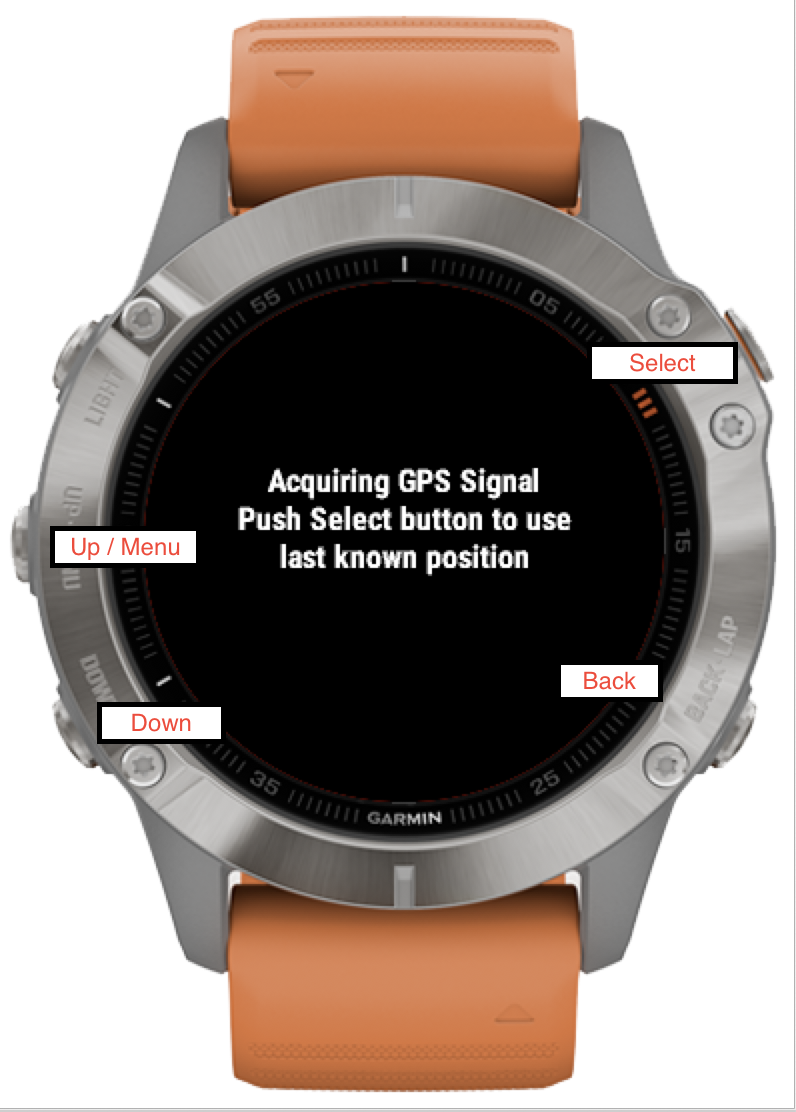 55
05
Select
LIGHT
Acquiring GPS Signal
Push Select button to use
last known position
UP
Up / Menu
15
DOW
Back
BACK·LAP
Down
35
25
GARMIN